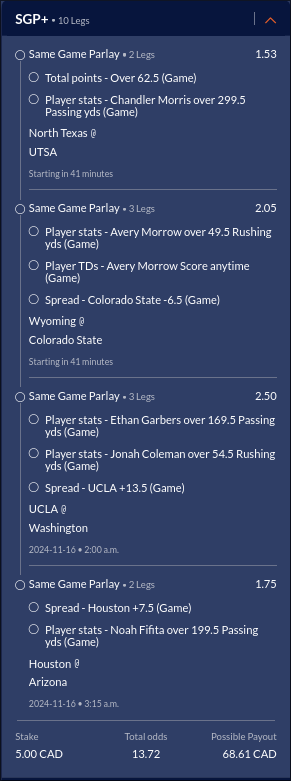 SGP+ • 10 Legs
Same Game Parlay • 2 Legs 1.53
Total points - Over 62.5 (Game)
Player stats - Chandler Morris over 299.5
Passing yds (Game)
North Texas @
UTSA
Starting in 41 minutes
Same Game Parlay • 3 Legs 2.05
Player stats - Avery Morrow over 49.5 Rushing
yds (Game)
Player TDs - Avery Morrow Score anytime
(Game)
Spread - Colorado State -6.5 (Game)
Wyoming @
Colorado State
Starting in 41 minutes
Same Game Parlay • 3 Legs 2.50
Player stats - Ethan Garbers over 169.5 Passing
yds (Game)
Player stats - Jonah Coleman over 54.5 Rushing
yds (Game)
Spread - UCLA +13.5 (Game)
UCLA @
Washington
2024-11-16 • 2:00 a.m.
Same Game Parlay • 2 Legs 1.75
Spread - Houston +7.5 (Game)
Player stats - Noah Fifita over 199.5 Passing
yds (Game)
Houston @
Arizona
2024-11-16 • 3:15 a.m.
Stake Total odds Possible Payout
5.00 CAD 13.72 68.61 CAD